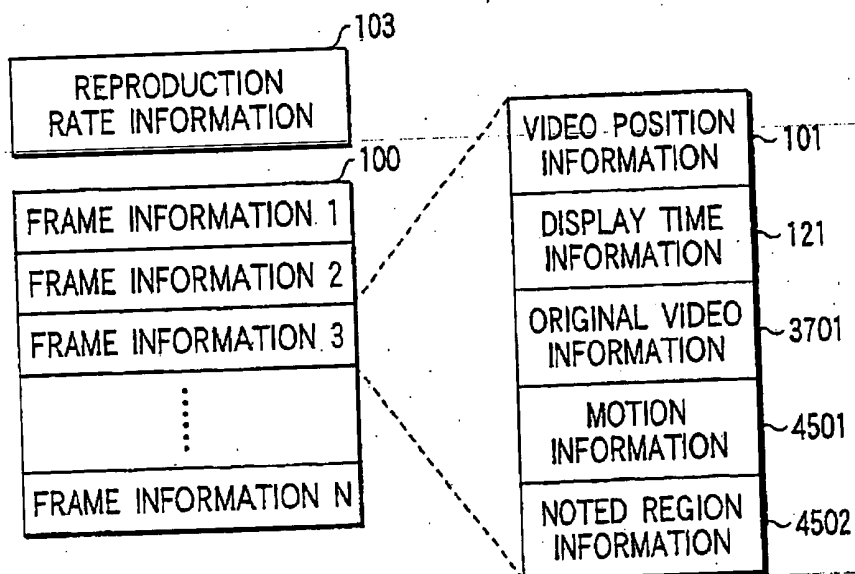 103
REPRODUCTION
RATE INFORMATION
100
FRAME INFORMATION 1
FRAME INFORMATION 2
FRAME INFORMATION 3
FRAME INFORMATION N
VIDEO POSITION
INFORMATION
101
DISPLAY TIME
INFORMATION
121
ORIGINAL VIDEO
INFORMATION
3701
MOTION
INFORMATION
4501
NOTED REGION
INFORMATION
4502